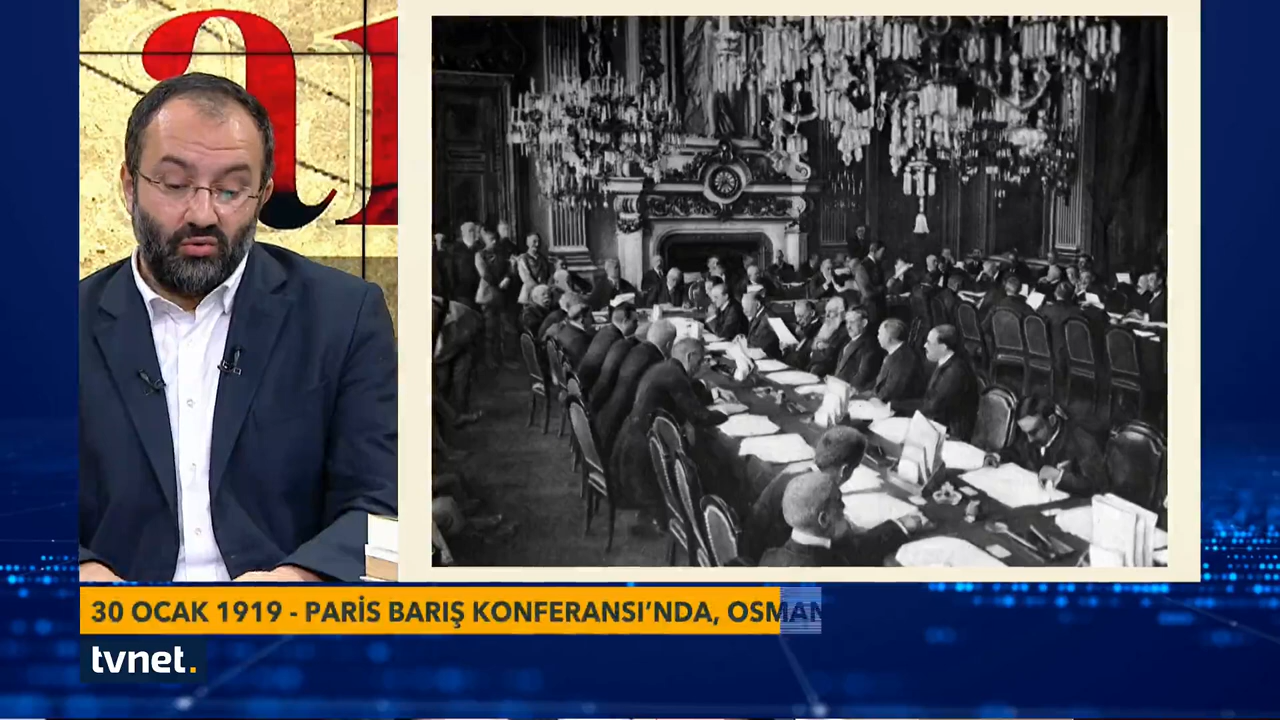 30 OCAK 1919 - PARİS BARIŞ KONFERANSI'NDA, OSMAN
tvnet.